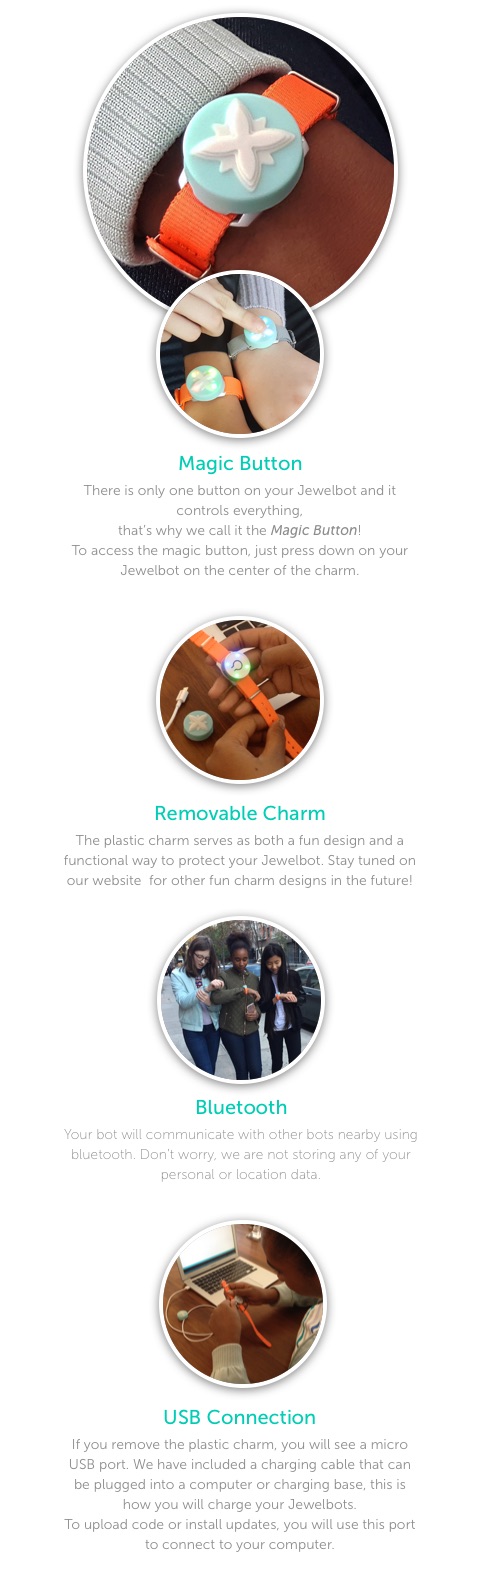 Magic Button
There is only one button on your Jewelbot and it
controls everything,
that's why we call it the Magic Button!
To access the magic button, just press down on your
Jewelbot on the center of the charm.
Removable Charm
The plastic charm serves as both a fun design and a
functional way to protect your Jewelbot. Stay tuned on
our website  for other fun charm designs in the future!
Bluetooth
Your bot will communicate with other bots nearby using
bluetooth. Don't worry, we are not storing any of your
personal or location data.
USB Connection
If you remove the plastic charm, you will see a micro
USB port. We have included a charging cable that can
be plugged into a computer or charging base, this is
how you will charge your Jewelbots.
To upload code or install updates, you will use this port
to connect to your computer.